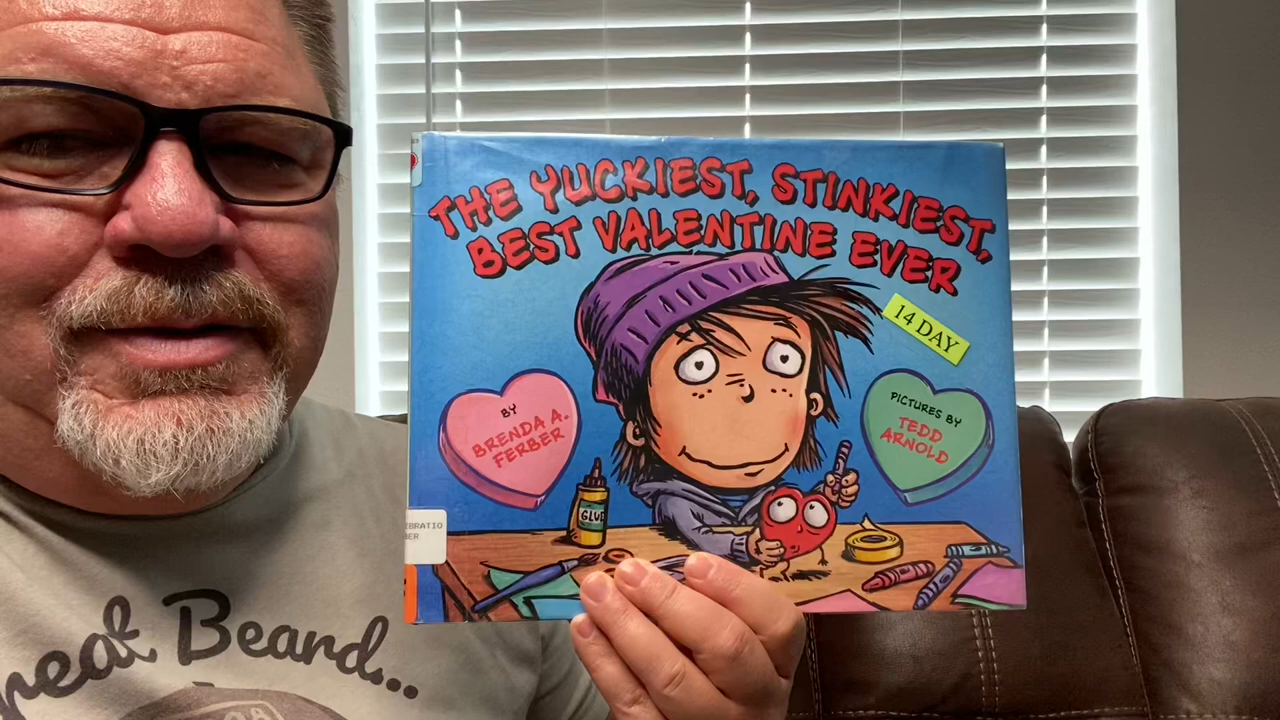 THE YUCKIEST, STINKIEST,
BEST VALENTINE EVER
14 DAY
BY
BRENDA A.
FERBER
PICTURES BY
TEDD
ARNOLD
GLUE
Beard...